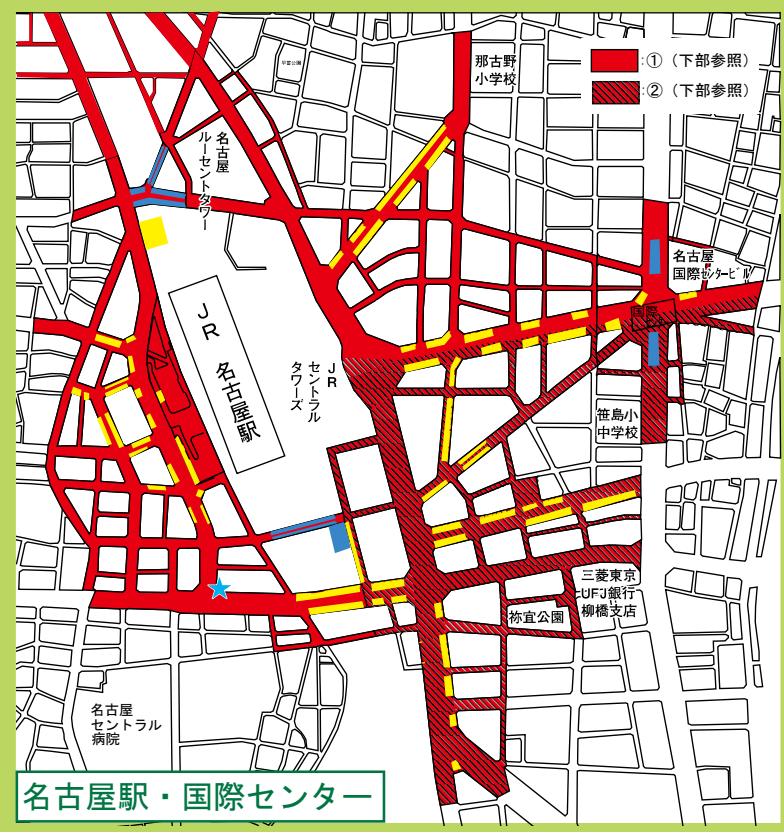 早苗公園
那古野
小学校
:①（下部参照）
:②（下部参照）
名古屋
ルーセントタワー
名古屋
国際センタービル
国際
ＪＲ 名古屋駅
ＪＲ
セントラル
タワーズ
笹島小
中学校
三菱東京
UFJ銀行
柳橋支店
祢宜公園
名古屋
セントラル
病院
名古屋駅・国際センター